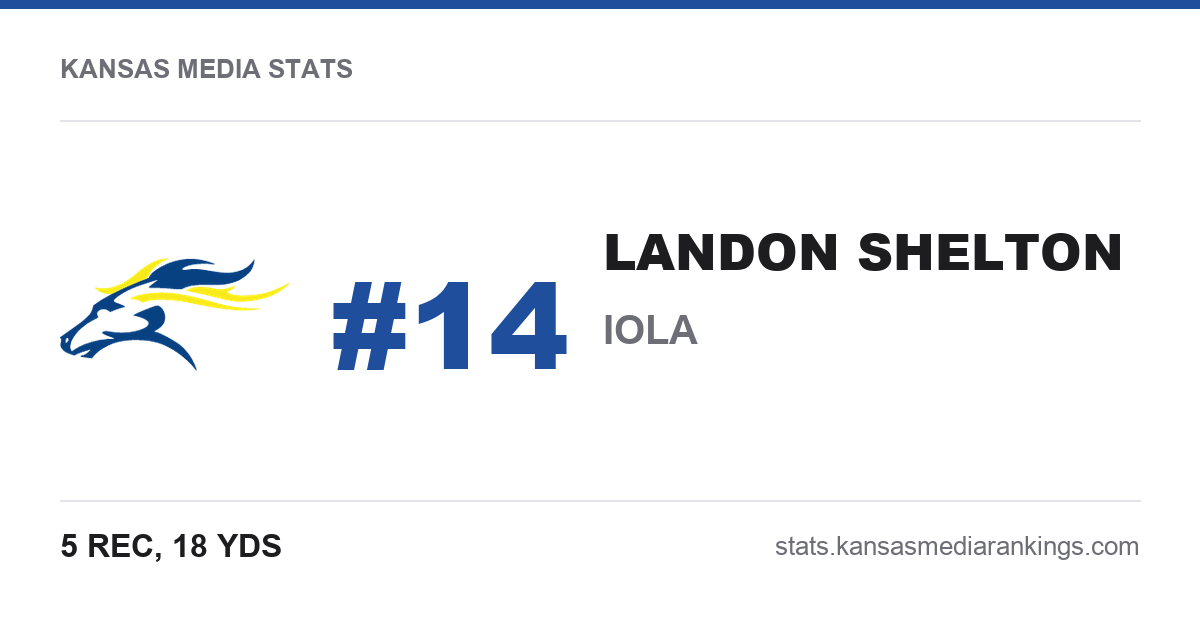 KANSAS MEDIA STATS
#14
LANDON SHELTON
IOLA
5 REC, 18 YDS
stats.kansasmediarankings.com